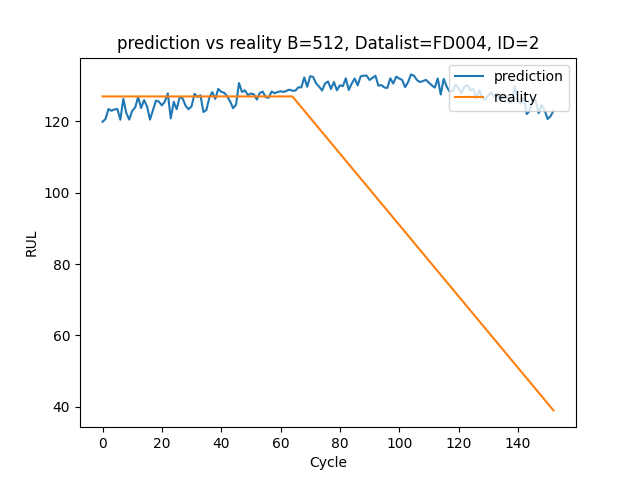 prediction vs reality B=512, Datalist=FD004, ID=2
prediction
reality
120
100
80
60
40
RUL
0 20 40 60 80 100 120 140
Cycle